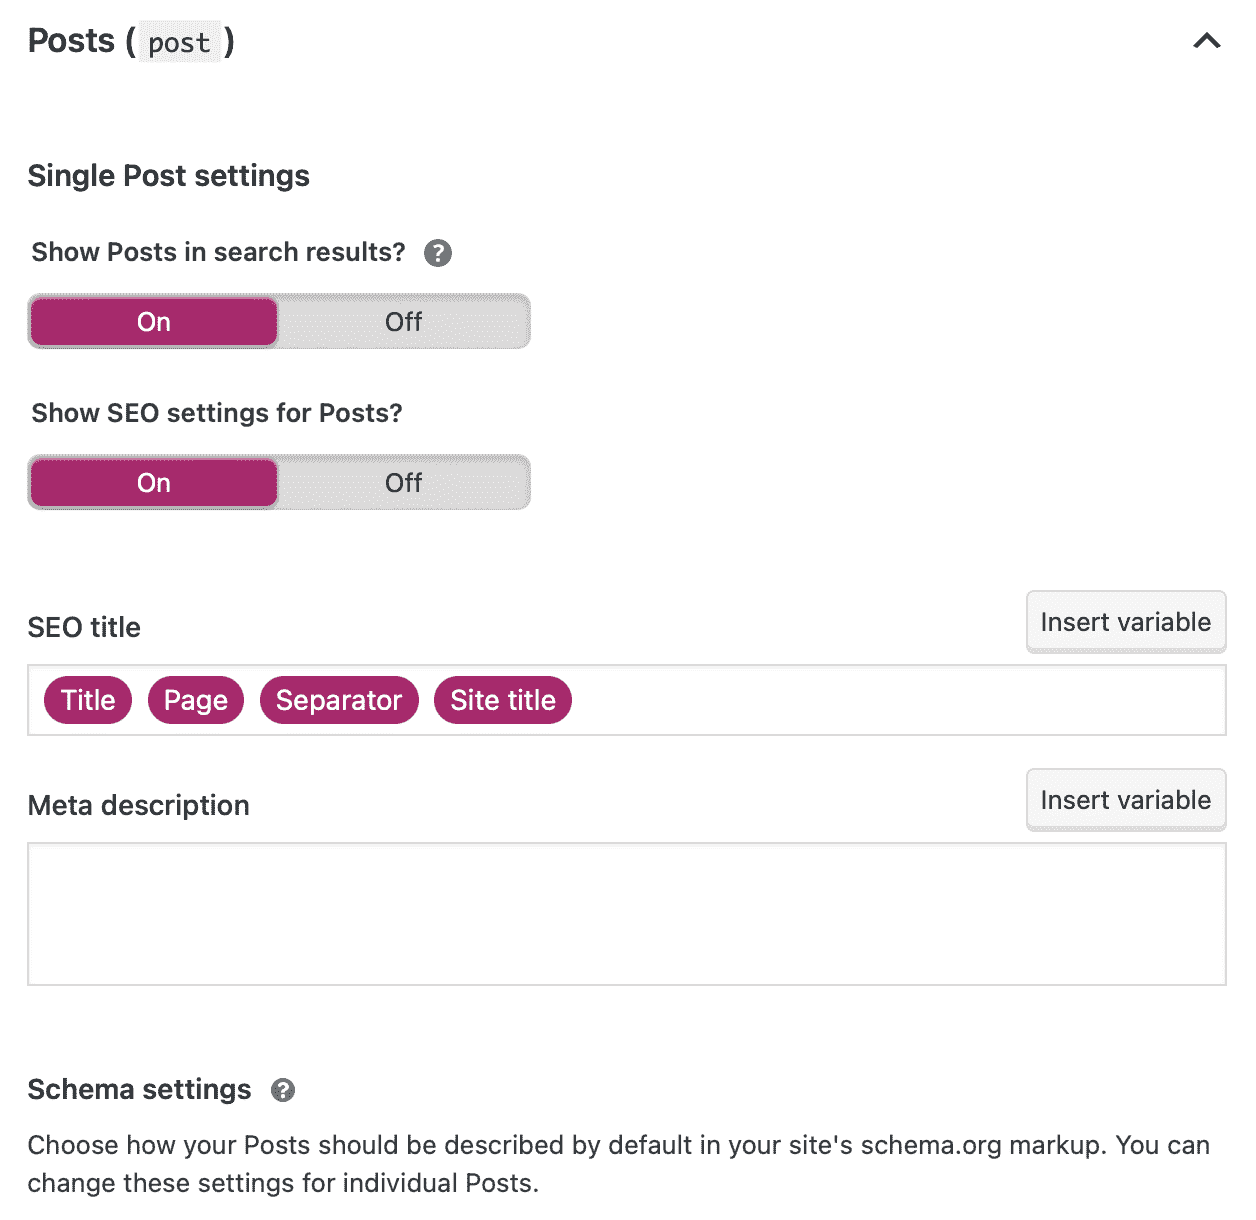 Posts ( post )
Single Post settings
Show Posts in search results? ?
On Off
Show SEO settings for Posts?
On Off
SEO title
Insert variable
Title Page Separator Site title
Meta description
Insert variable
Schema settings ?
Choose how your Posts should be described by default in your site's schema.org markup. You can
change these settings for individual Posts.